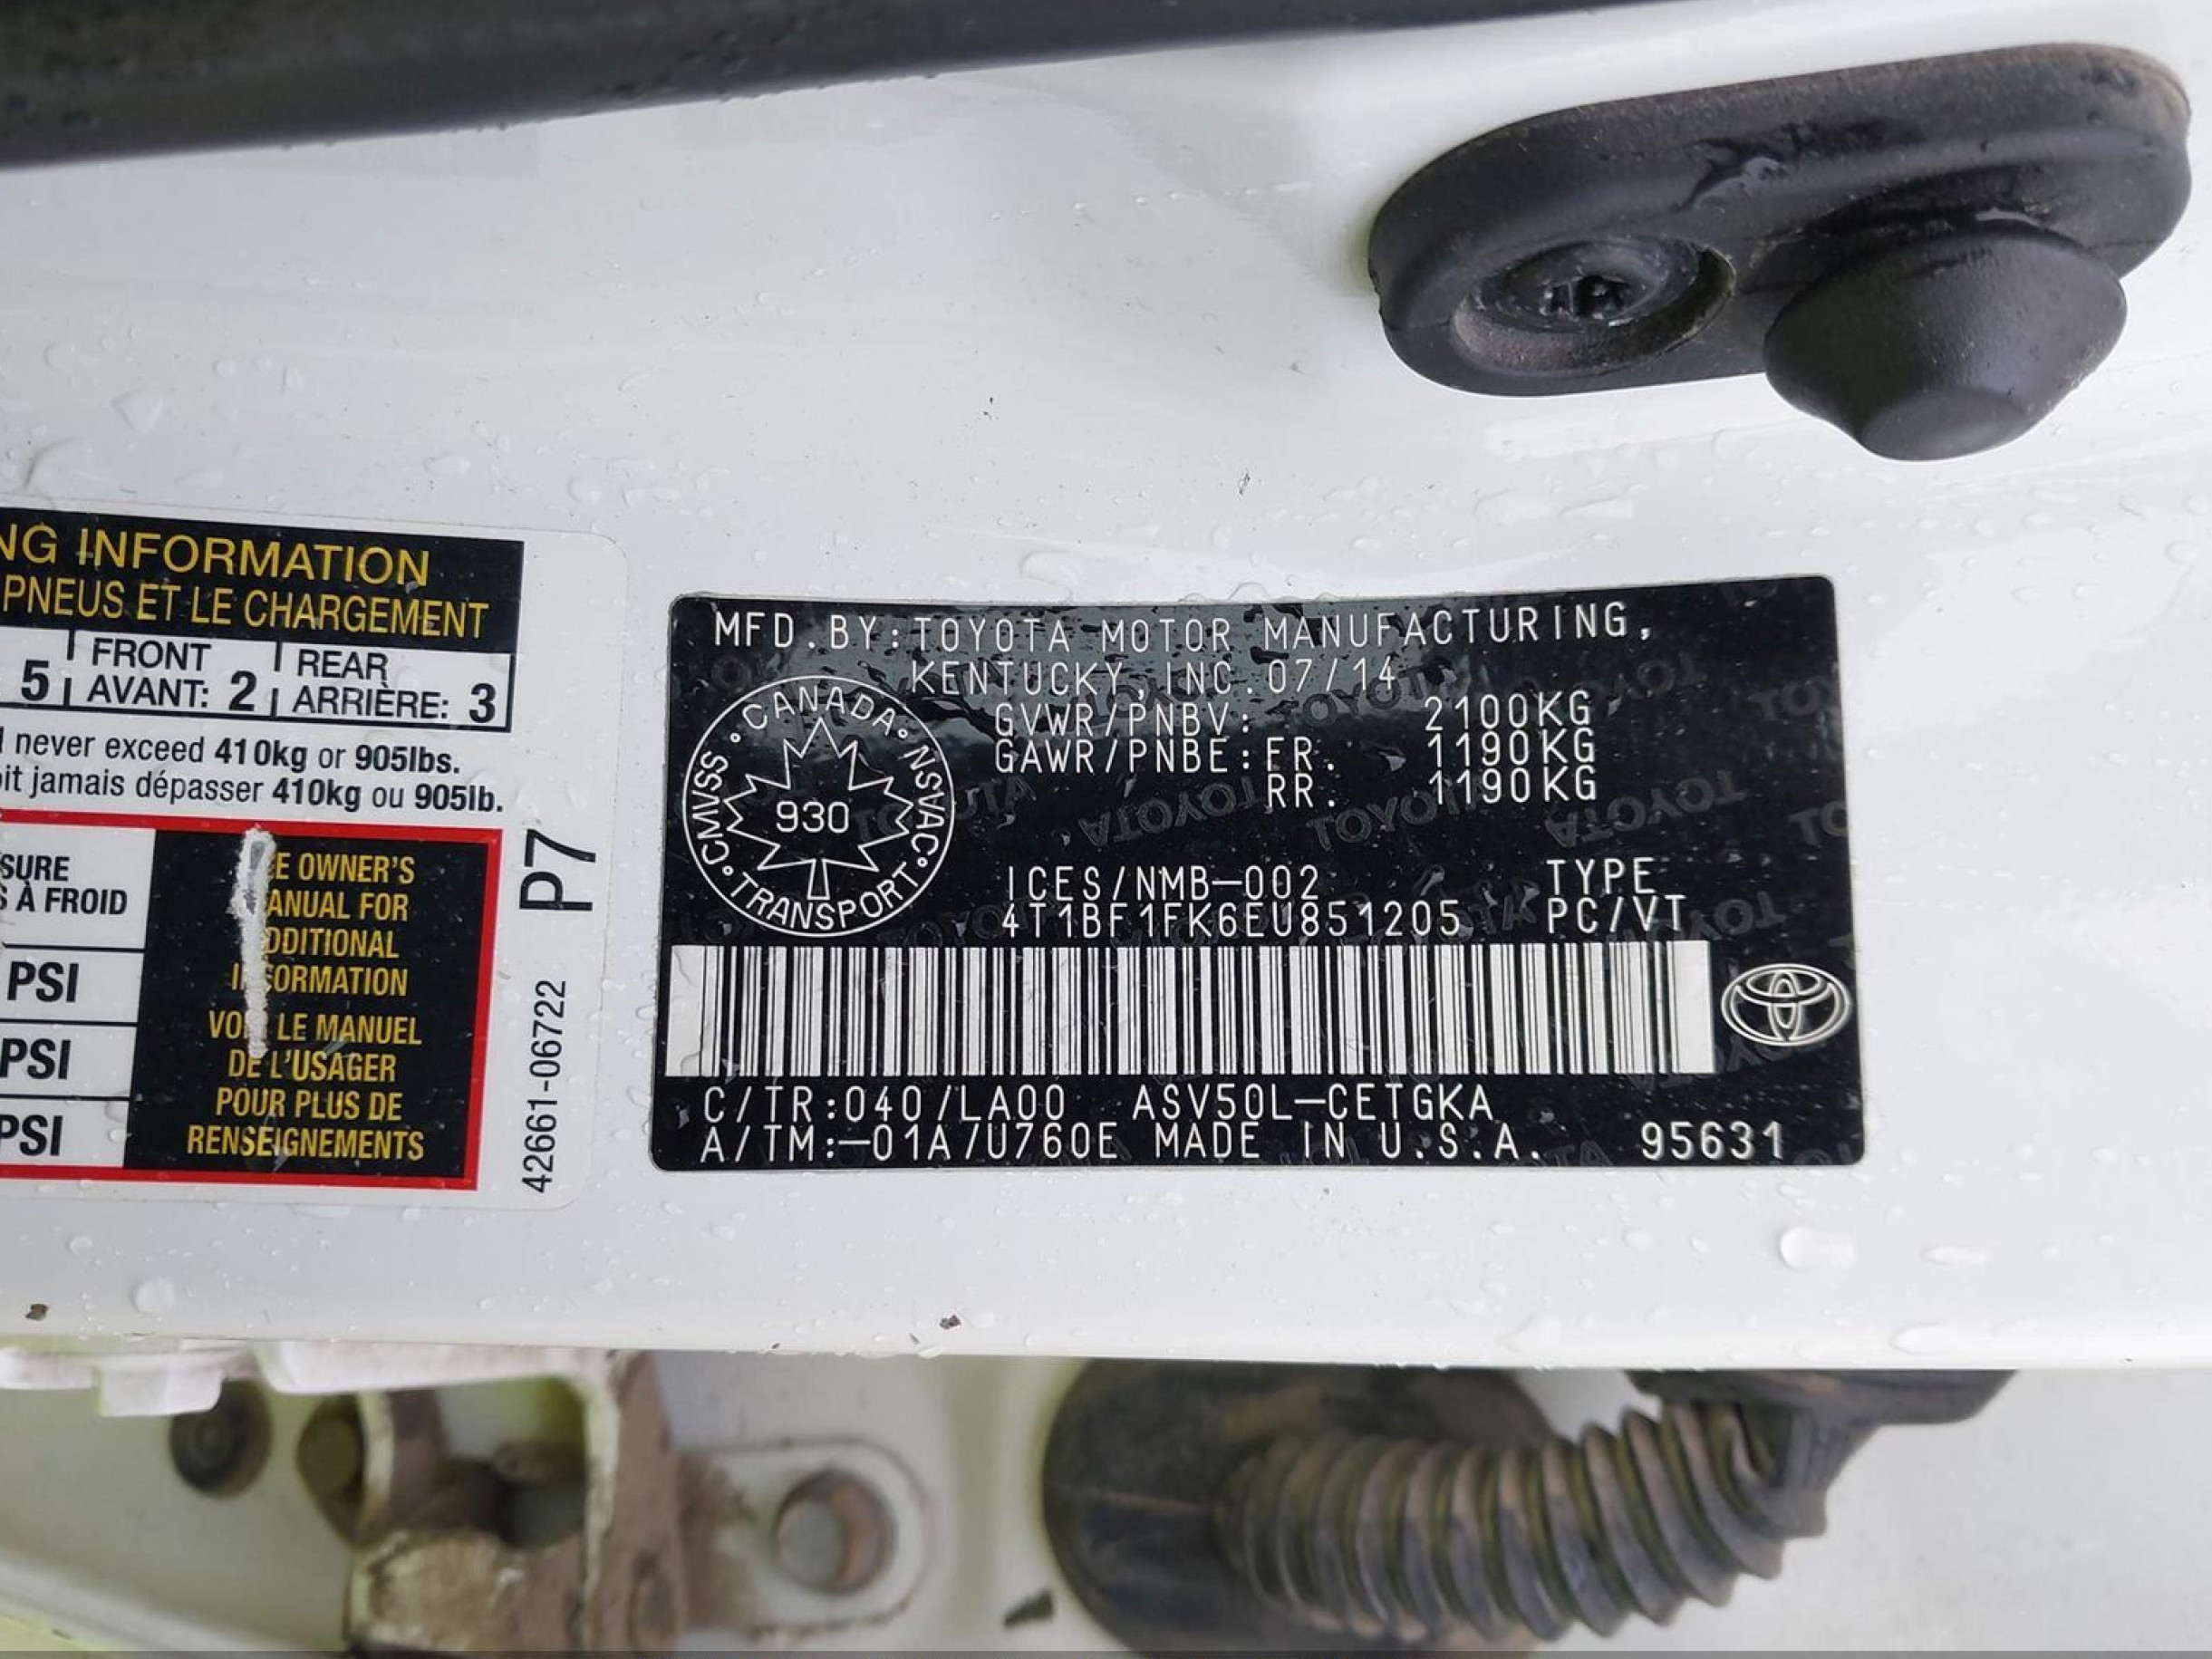 NG INFORMATION
PNEUS ET LE CHARGEMENT
5 FRONT AVANT: 2 REAR ARRIÈRE: 3
never exceed 410kg or 905lbs.
oit jamais dépasser 410kg ou 905lb.
SURE
À FROID
PSI
PSI
PSI
E OWNER'S
ANUAL FOR
DDITIONAL
INFORMATION
VOIR LE MANUEL
DE L'USAGER
POUR PLUS DE
RENSEIGNEMENTS
P7
42661-06722
MFD.BY:TOYOTA MOTOR MANUFACTURING,
KENTUCKY, INC. 07/14
GVWR/PNBV: 2100KG
GAWR/PNBE:FR. 1190KG
RR. 1190KG
CANADA NSVAC TRANSPORT CMVSS
930
ICES/NMB-002 TYPE
4T1BF1FK6EU851205 PC/VT
C/TR:040/LA00 ASV50L-CETGKA
A/TM:-01A/U760E MADE IN U.S.A. 95631